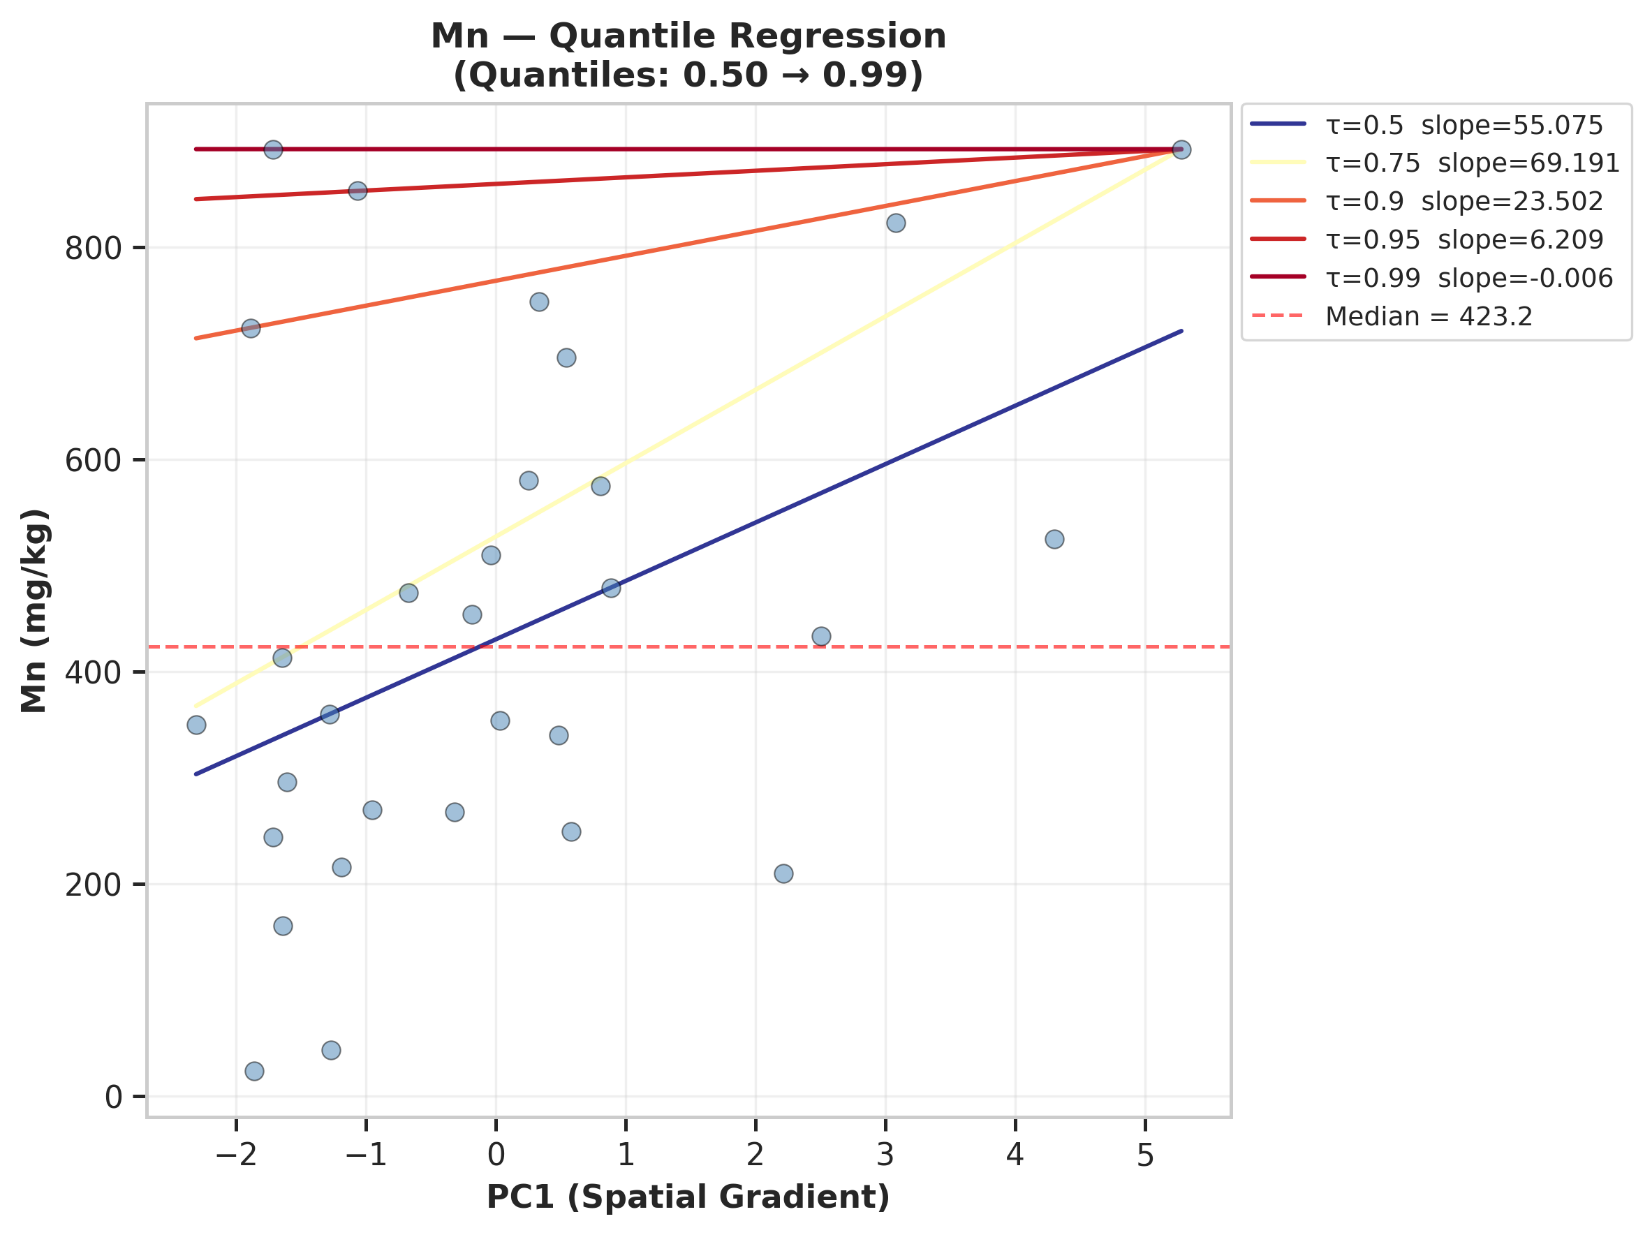 Mn — Quantile Regression
(Quantiles: 0.50 → 0.99)
τ=0.5 slope=55.075
τ=0.75 slope=69.191
τ=0.9 slope=23.502
τ=0.95 slope=6.209
τ=0.99 slope=-0.006
Median = 423.2
Mn (mg/kg)
800
600
400
200
0
−2 −1 0 1 2 3 4 5
PC1 (Spatial Gradient)